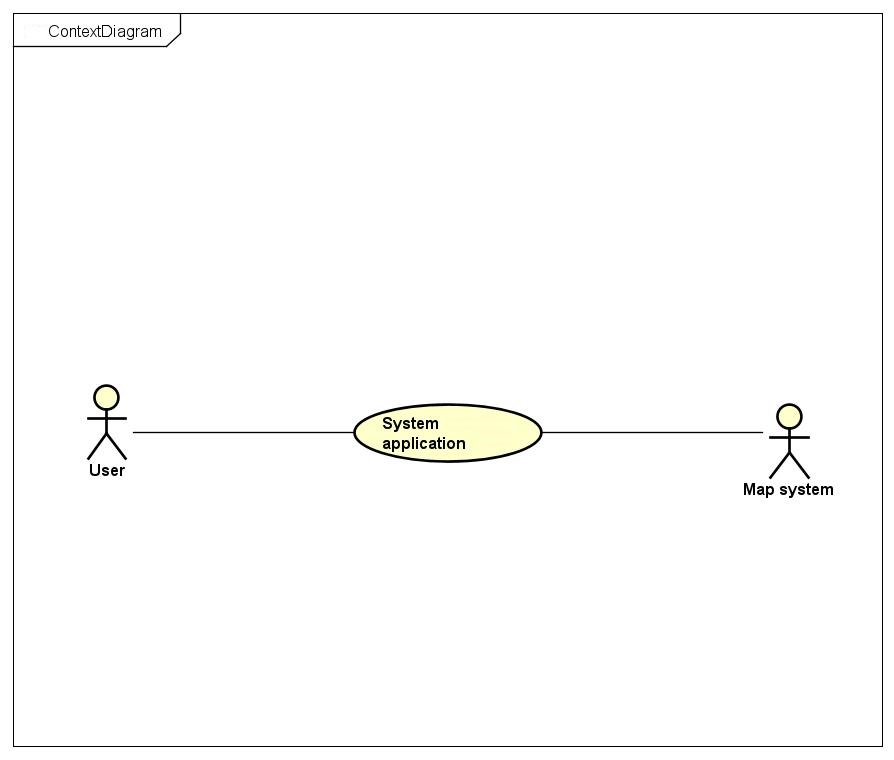 ContextDiagram
System
application
User
Map system